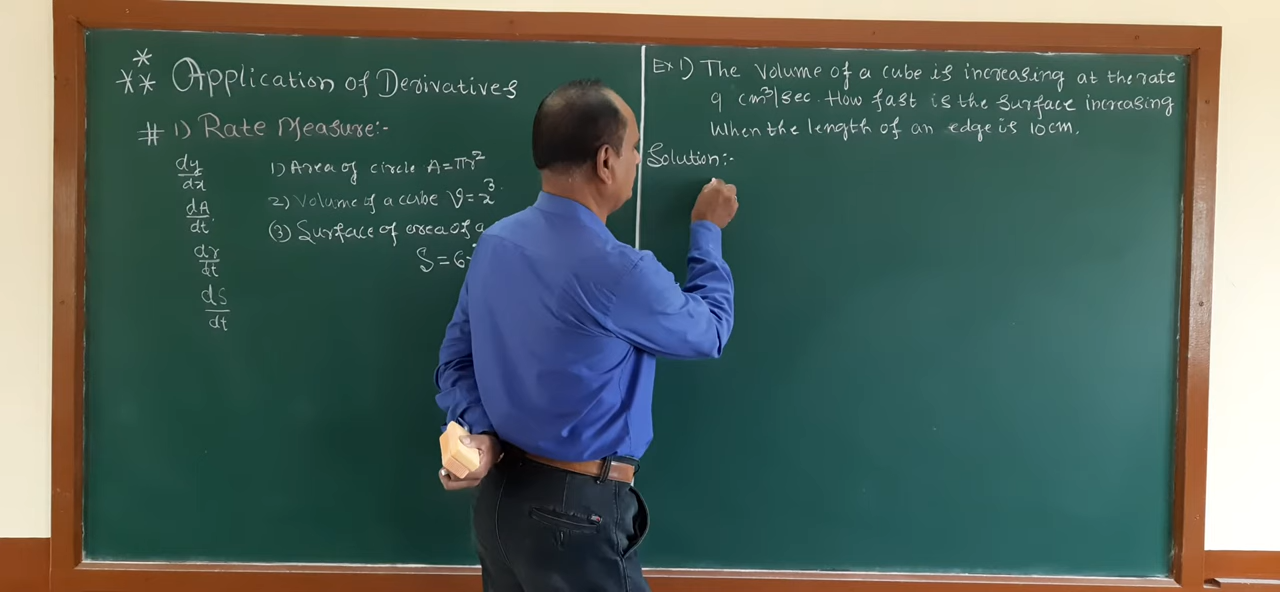 *
** Application of Derivatives
# 1) Rate Measure:-
dy/dx
1) Area of circle A=πr²
dA/dt
2) Volume of a cube V=x³
dr/dt
(3) Surface of area of a
S=6
dS/dt
Ex 1) The Volume of a cube is increasing at the rate
9 cm³/sec. How fast is the surface increasing
When the length of an edge is 10 cm.
Solution:-